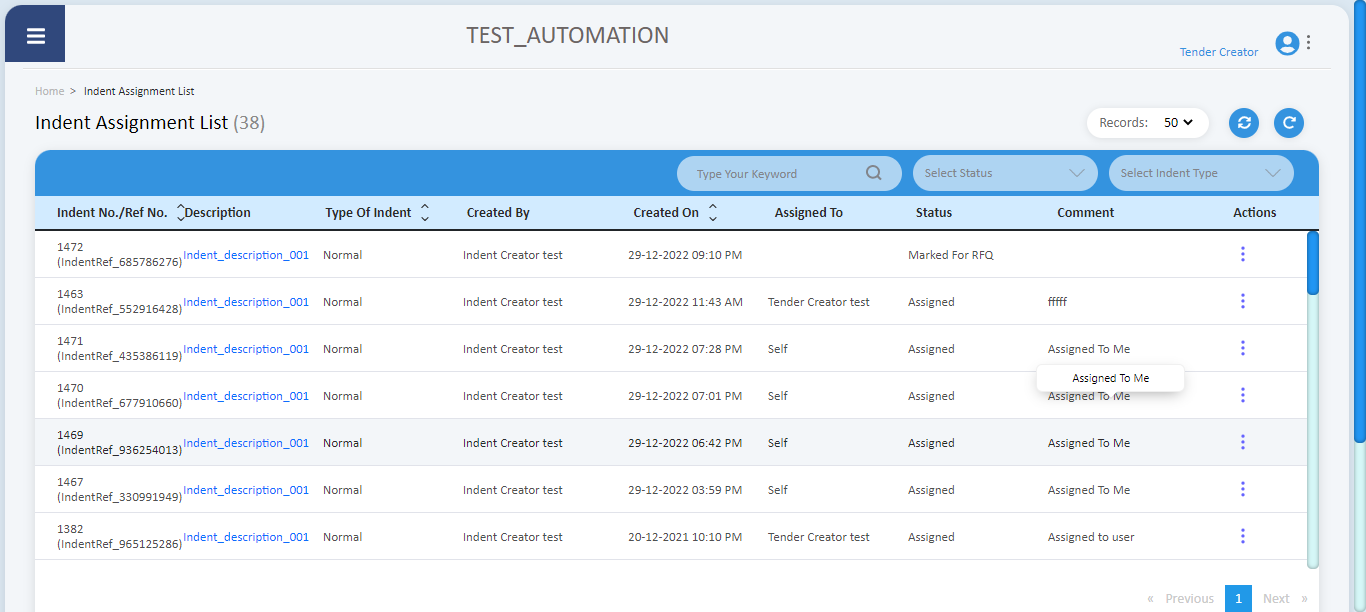 TEST_AUTOMATION
Tender Creator
Home > Indent Assignment List
Indent Assignment List (38)
Records: 50
Type Your Keyword
Select Status
Select Indent Type
Indent No./Ref No. Description Type Of Indent Created By Created On Assigned To Status Comment Actions
1472
(IndentRef_685786276) Indent_description_001 Normal Indent Creator test 29-12-2022 09:10 PM Marked For RFQ
1463
(IndentRef_552916428) Indent_description_001 Normal Indent Creator test 29-12-2022 11:43 AM Tender Creator test Assigned fffff
1471
(IndentRef_435386119) Indent_description_001 Normal Indent Creator test 29-12-2022 07:28 PM Self Assigned Assigned To Me
Assigned To Me
1470
(IndentRef_677910660) Indent_description_001 Normal Indent Creator test 29-12-2022 07:01 PM Self Assigned Assigned To Me
1469
(IndentRef_936254013) Indent_description_001 Normal Indent Creator test 29-12-2022 06:42 PM Self Assigned Assigned To Me
1467
(IndentRef_330991949) Indent_description_001 Normal Indent Creator test 29-12-2022 03:59 PM Self Assigned Assigned To Me
1382
(IndentRef_965125286) Indent_description_001 Normal Indent Creator test 20-12-2021 10:10 PM Tender Creator test Assigned Assigned to user
« Previous 1 Next »